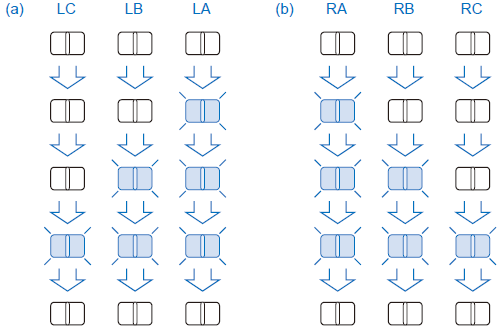 (a) LC LB LA (b) RA RB RC